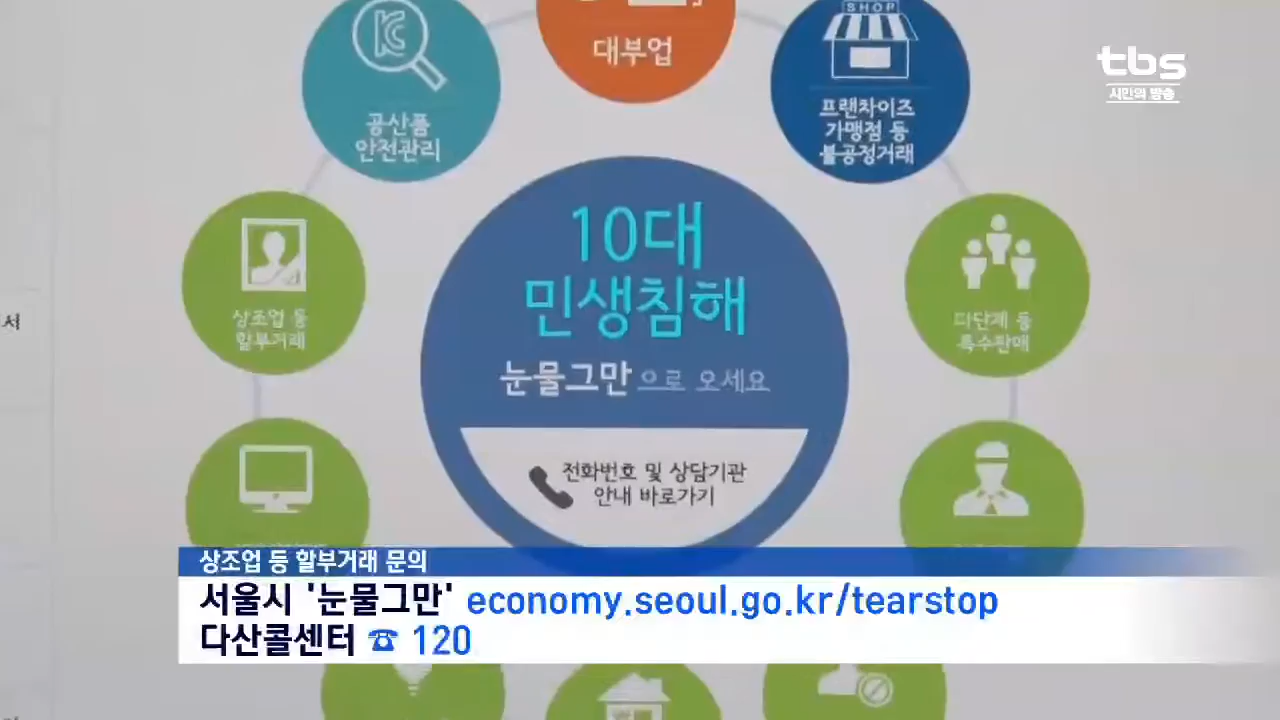 KC
대부업
SHOP
tbs
시민의 방송
공산품
안전관리
프랜차이즈
가맹점 등
불공정거래
10대
민생침해
눈물그만으로 오세요
상조업 등
할부거래
다단계 등
특수판매
서
전화번호 및 상담기관
안내 바로가기
상조업 등 할부거래 문의
서울시 '눈물그만' economy.seoul.go.kr/tearstop
다산콜센터 ☎ 120